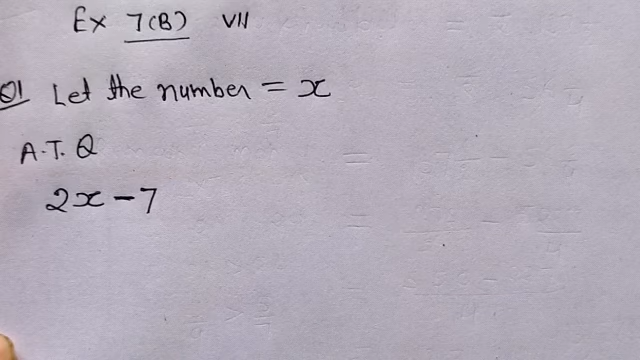 Ex 7(B) VII
Q1 Let the number = x
A.T.Q
2x - 7